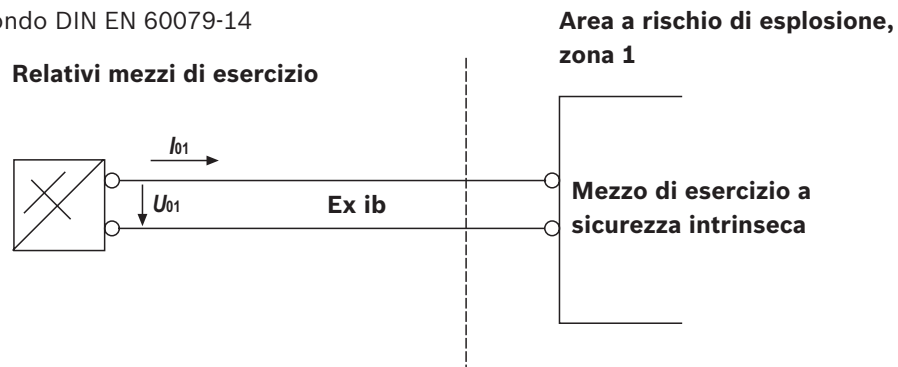 ondo DIN EN 60079-14
Area a rischio di esplosione,
zona 1
Relativi mezzi di esercizio
I01
U01
Ex ib
Mezzo di esercizio a
sicurezza intrinseca